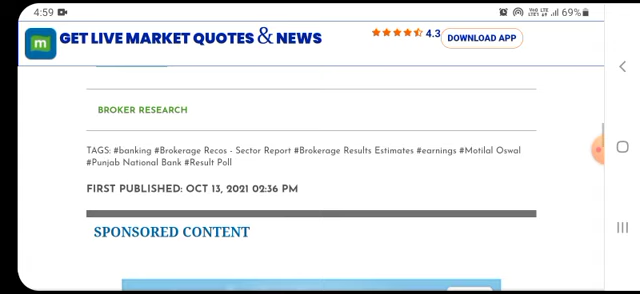 4:59 69%
m GET LIVE MARKET QUOTES & NEWS 4.3 DOWNLOAD APP
BROKER RESEARCH
TAGS: #banking #Brokerage Recos - Sector Report #Brokerage Results Estimates #earnings #Motilal Oswal
#Punjab National Bank #Result Poll
FIRST PUBLISHED: OCT 13, 2021 02:36 PM
SPONSORED CONTENT